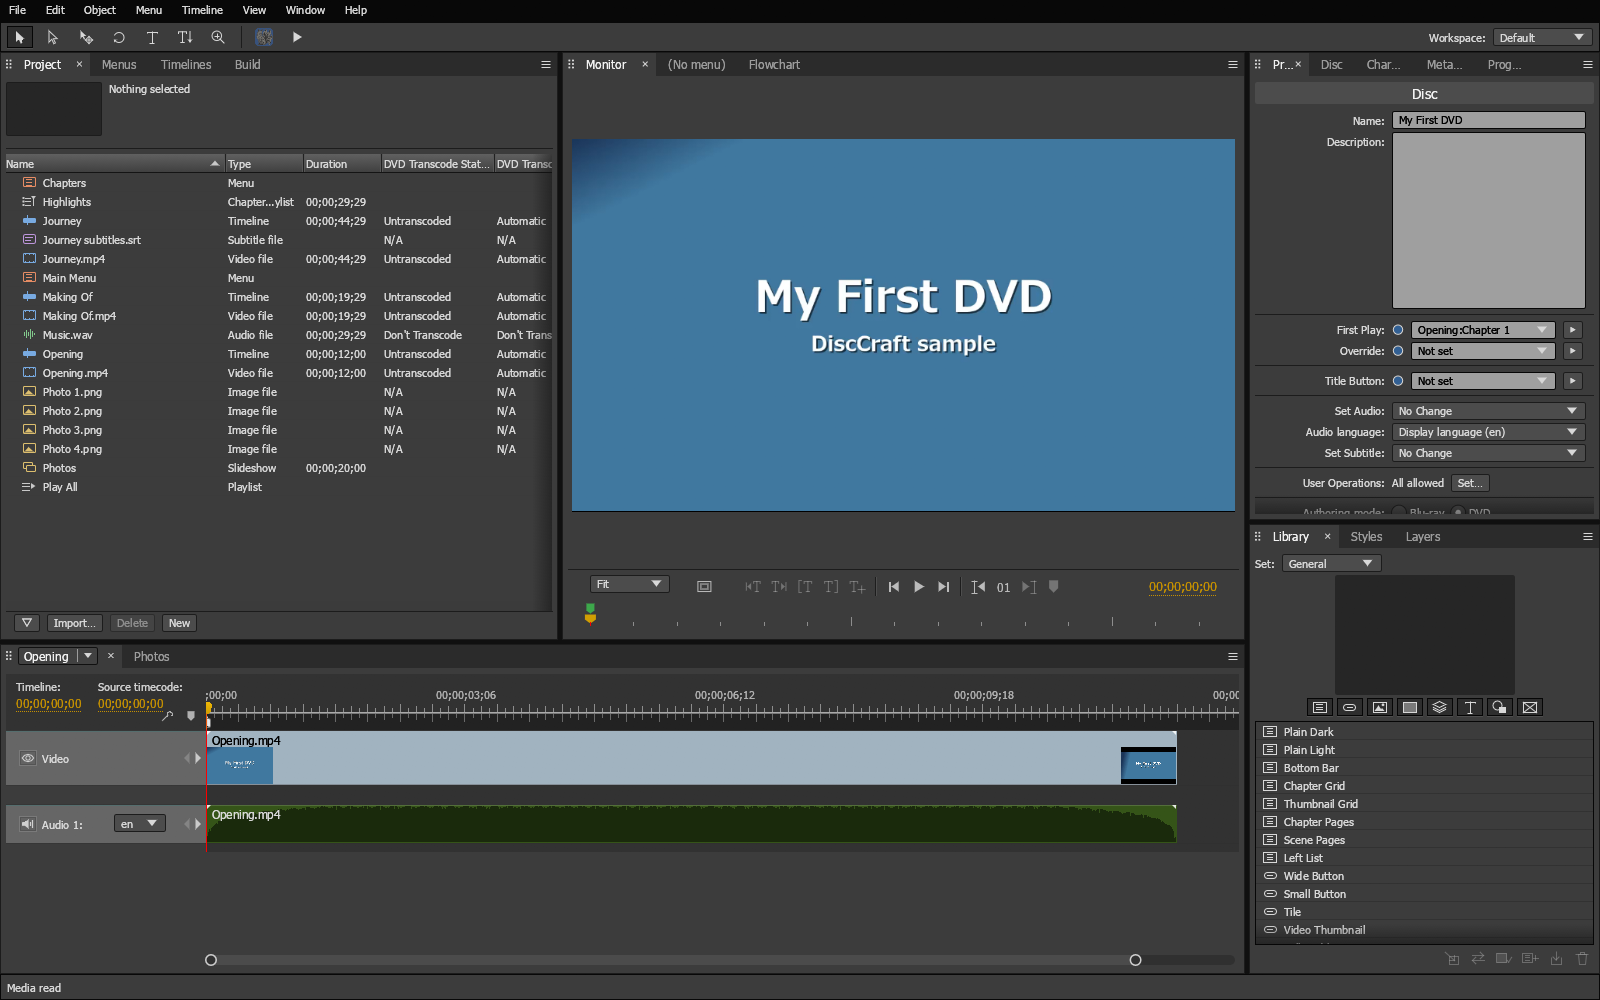 File Edit Object Menu Timeline View Window Help
Workspace: Default
Project × Menus Timelines Build
Nothing selected
Name Type Duration DVD Transcode Stat... DVD Transc
Chapters Menu
Highlights Chapter...ylist 00;00;29;29
Journey Timeline 00;00;44;29 Untranscoded Automatic
Journey subtitles.srt Subtitle file N/A N/A
Journey.mp4 Video file 00;00;44;29 Untranscoded Automatic
Main Menu Menu
Making Of Timeline 00;00;19;29 Untranscoded Automatic
Making Of.mp4 Video file 00;00;19;29 Untranscoded Automatic
Music.wav Audio file 00;00;29;29 Don't Transcode Don't Trans
Opening Timeline 00;00;12;00 Untranscoded Automatic
Opening.mp4 Video file 00;00;12;00 Untranscoded Automatic
Photo 1.png Image file N/A N/A
Photo 2.png Image file N/A N/A
Photo 3.png Image file N/A N/A
Photo 4.png Image file N/A N/A
Photos Slideshow 00;00;20;00
Play All Playlist
Import... Delete New
Monitor × (No menu) Flowchart
My First DVD
DiscCraft sample
Fit 01 00;00;00;00
Pr... × Disc Char... Meta... Prog...
Disc
Name: My First DVD
Description:
First Play: Opening:Chapter 1
Override: Not set
Title Button: Not set
Set Audio: No Change
Audio language: Display language (en)
Set Subtitle: No Change
User Operations: All allowed Set...
Authoring mode: Blu-ray DVD
Library × Styles Layers
Set: General
Plain Dark
Plain Light
Bottom Bar
Chapter Grid
Thumbnail Grid
Chapter Pages
Scene Pages
Left List
Wide Button
Small Button
Tile
Video Thumbnail
Opening × Photos
Timeline: Source timecode:
00;00;00;00 00;00;00;00
;00;00 00;00;03;06 00;00;06;12 00;00;09;18 00;0
Video Opening.mp4
My First DVD
Audio 1: en Opening.mp4
Media read